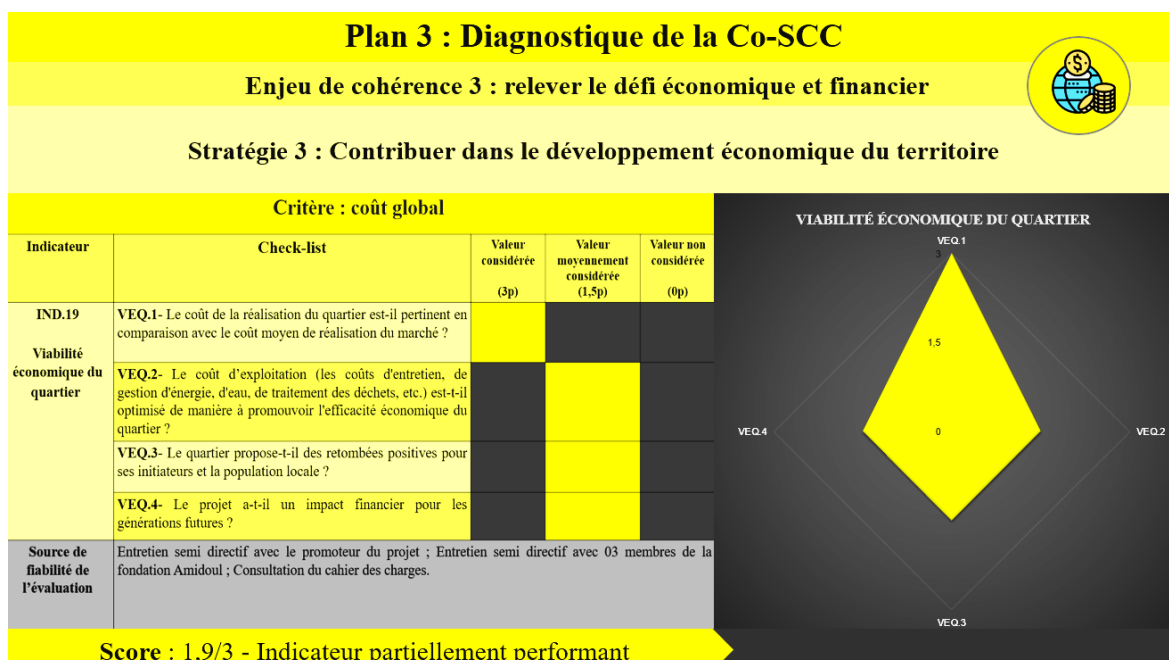 Plan 3 : Diagnostique de la Co-SCC
Enjeu de cohérence 3 : relever le défi économique et financier
$
Stratégie 3 : Contribuer dans le développement économique du territoire
Critère : coût global
Indicateur
Check-list
Valeur
considérée
(3p)
Valeur
moyennement
considérée
(1,5p)
Valeur non
considérée
(0p)
IND.19
Viabilité
économique du
quartier
VEQ.1- Le coût de la réalisation du quartier est-il pertinent en
comparaison avec le coût moyen de réalisation du marché ?
VEQ.2- Le coût d’exploitation (les coûts d'entretien, de
gestion d'énergie, d'eau, de traitement des déchets, etc.) est-t-il
optimisé de manière à promouvoir l'efficacité économique du
quartier ?
VEQ.3- Le quartier propose-t-il des retombées positives pour
ses initiateurs et la population locale ?
VEQ.4- Le projet a-t-il un impact financier pour les
générations futures ?
Source de
fiabilité de
l’évaluation
Entretien semi directif avec le promoteur du projet ; Entretien semi directif avec 03 membres de la
fondation Amidoul ; Consultation du cahier des charges.
Score : 1,9/3 - Indicateur partiellement performant
VIABILITÉ ÉCONOMIQUE DU QUARTIER
VEQ.1
3
1,5
VEQ.4
0
VEQ.2
VEQ.3